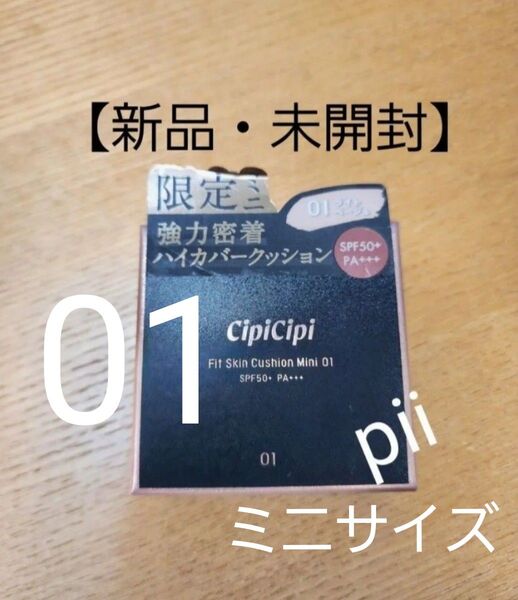 【新品・未開封】
限定ミニ
01
強力密着
ハイカバークッション
SPF50+
PA+++
01
CipiCipi
Fit Skin Cushion Mini 01
SPF50+ PA+++
01
pii
ミニサイズ